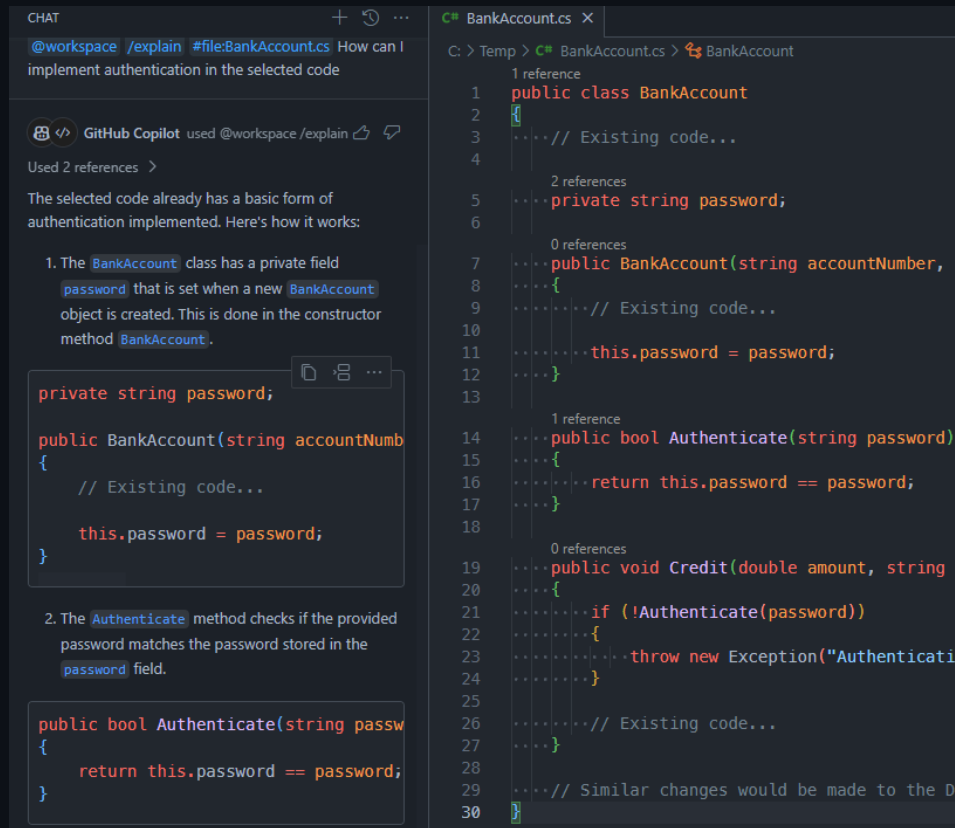 CHAT
@workspace /explain #file:BankAccount.cs How can I
implement authentication in the selected code
GitHub Copilot used @workspace /explain
Used 2 references
The selected code already has a basic form of
authentication implemented. Here's how it works:
1. The BankAccount class has a private field
password that is set when a new BankAccount
object is created. This is done in the constructor
method BankAccount.
private string password;
public BankAccount(string accountNumb
{
// Existing code...
this.password = password;
}
2. The Authenticate method checks if the provided
password matches the password stored in the
password field.
public bool Authenticate(string passw
{
return this.password == password;
}
C# BankAccount.cs
C: > Temp > C# BankAccount.cs > BankAccount
1 reference
1 public class BankAccount
2 {
3 // Existing code...
4
2 references
5 private string password;
6
0 references
7 public BankAccount(string accountNumber,
8 {
9 // Existing code...
10
11 this.password = password;
12 }
13
1 reference
14 public bool Authenticate(string password)
15 {
16 return this.password == password;
17 }
18
0 references
19 public void Credit(double amount, string
20 {
21 if (!Authenticate(password))
22 {
23 throw new Exception("Authenticati
24 }
25
26 // Existing code...
27 }
28
29 // Similar changes would be made to the D
30 }